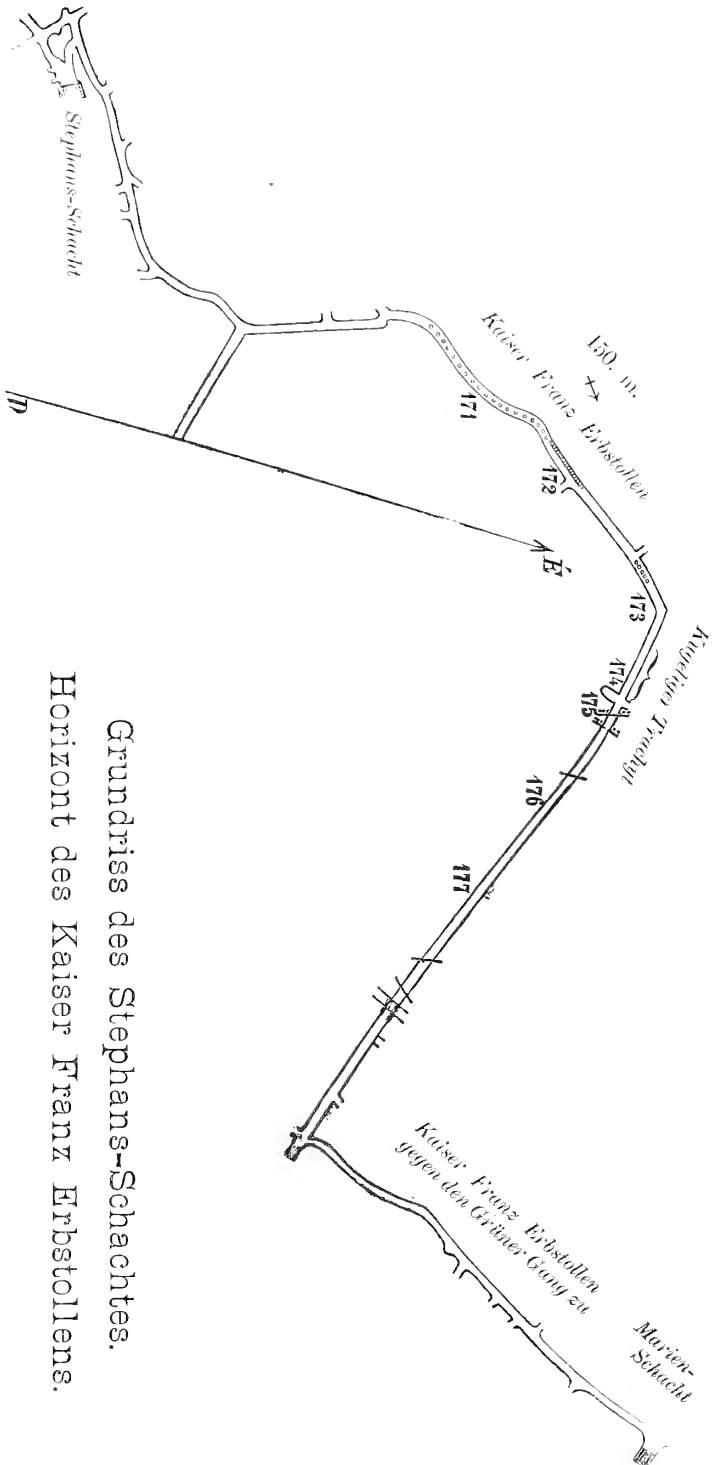 Stephans-Schacht
150. m.
Kaiser Franz Erbstollen
171
172
173
Kugeliger Trachyt
174
175
176
177
D
É
Kaiser Franz Erbstollen
gegen den Grüner Gang zu
Marien-
Schacht
Grundriss des Stephans-Schachtes.
Horizont des Kaiser Franz Erbstollens.